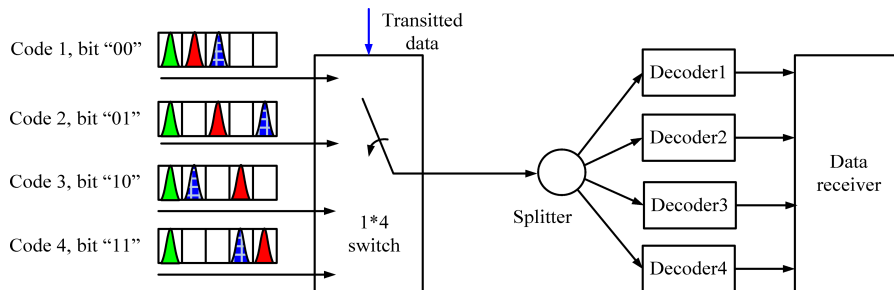 Transitted
data
Code 1, bit “00”
Code 2, bit “01”
Code 3, bit “10”
Code 4, bit “11”
1*4
switch
Splitter
Decoder1
Decoder2
Decoder3
Decoder4
Data
receiver